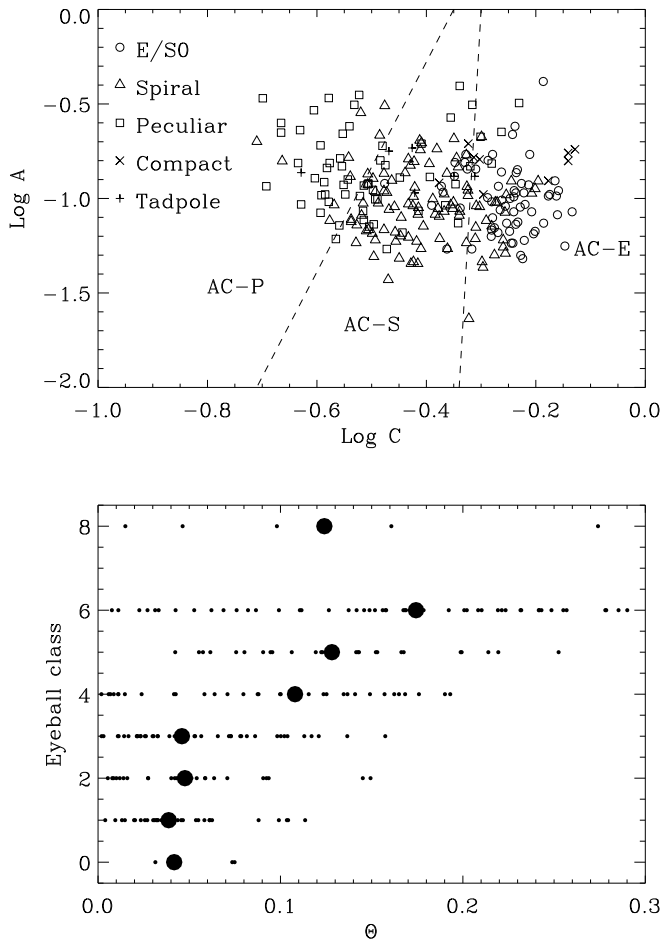 0.0
E/S0
Spiral
−0.5
Peculiar
Compact
Log A
−1.0
Tadpole
AC−E
AC−P
−1.5
AC−S
−2.0
−1.0 −0.8 −0.6 −0.4 −0.2 0.0
Log C
8
6
Eyeball class
4
2
0
0.0 0.1 0.2 0.3
Θ